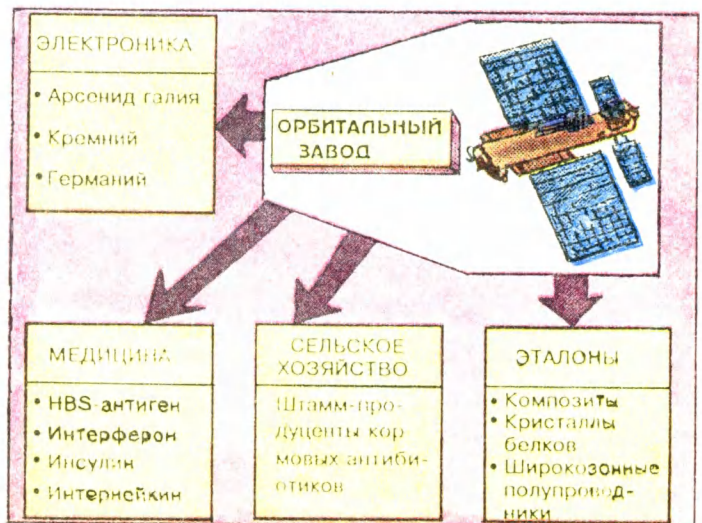 ЭЛЕКТРОНИКА
• Арсенид галия
• Кремний
• Германий
ОРБИТАЛЬНЫЙ
ЗАВОД
МЕДИЦИНА
• HBS-антиген
• Интерферон
• Инсулин
• Интернейкин
СЕЛЬСКОЕ
ХОЗЯЙСТВО
Штамм-про-
дуценты кор-
мовых антиби-
отиков
ЭТАЛОНЫ
• Композиты
• Кристаллы
белков
• Широкозонные
полупровод-
ники